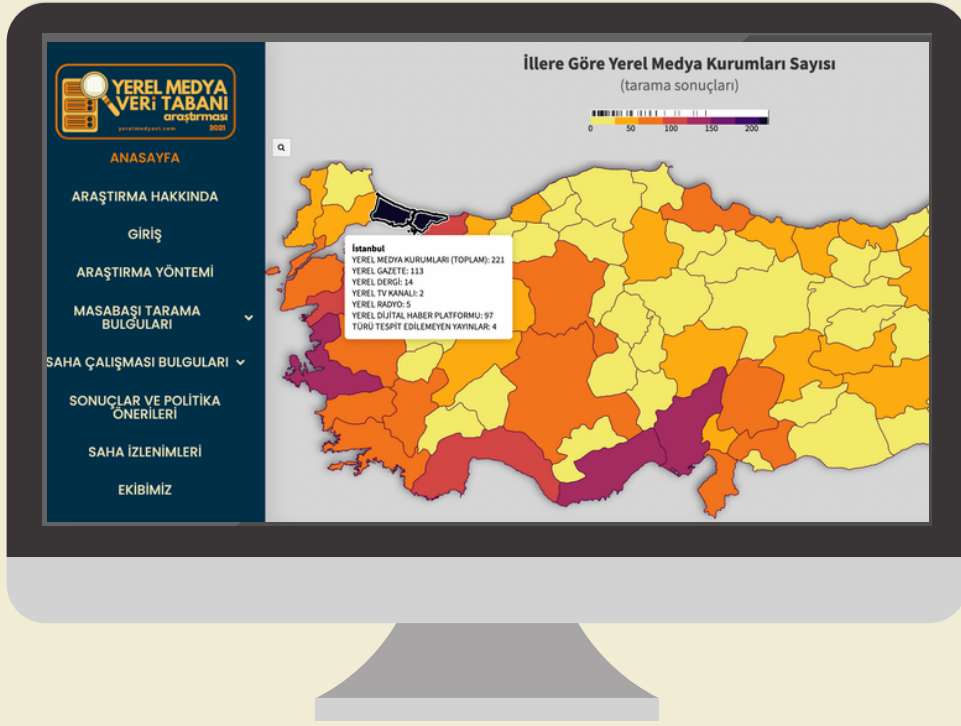 YEREL MEDYA
VERİ TABANI
araştırması
yerelmedyavt.com 2021
ANASAYFA
ARAŞTIRMA HAKKINDA
GİRİŞ
ARAŞTIRMA YÖNTEMİ
MASABAŞI TARAMA
BULGULARI
SAHA ÇALIŞMASI BULGULARI
SONUÇLAR VE POLİTIKA
ÖNERİLERİ
SAHA İZLENİMLERİ
EKİBİMİZ
İllere Göre Yerel Medya Kurumları Sayısı
(tarama sonuçları)
0 50 100 150 200
İstanbul
YEREL MEDYA KURUMLARI (TOPLAM): 221
YEREL GAZETE: 113
YEREL DERGİ: 14
YEREL TV KANALI: 2
YEREL RADYO: 5
YEREL DİJİTAL HABER PLATFORMU: 97
TÜRÜ TESPİT EDİLEMEYEN YAYINLAR: 4